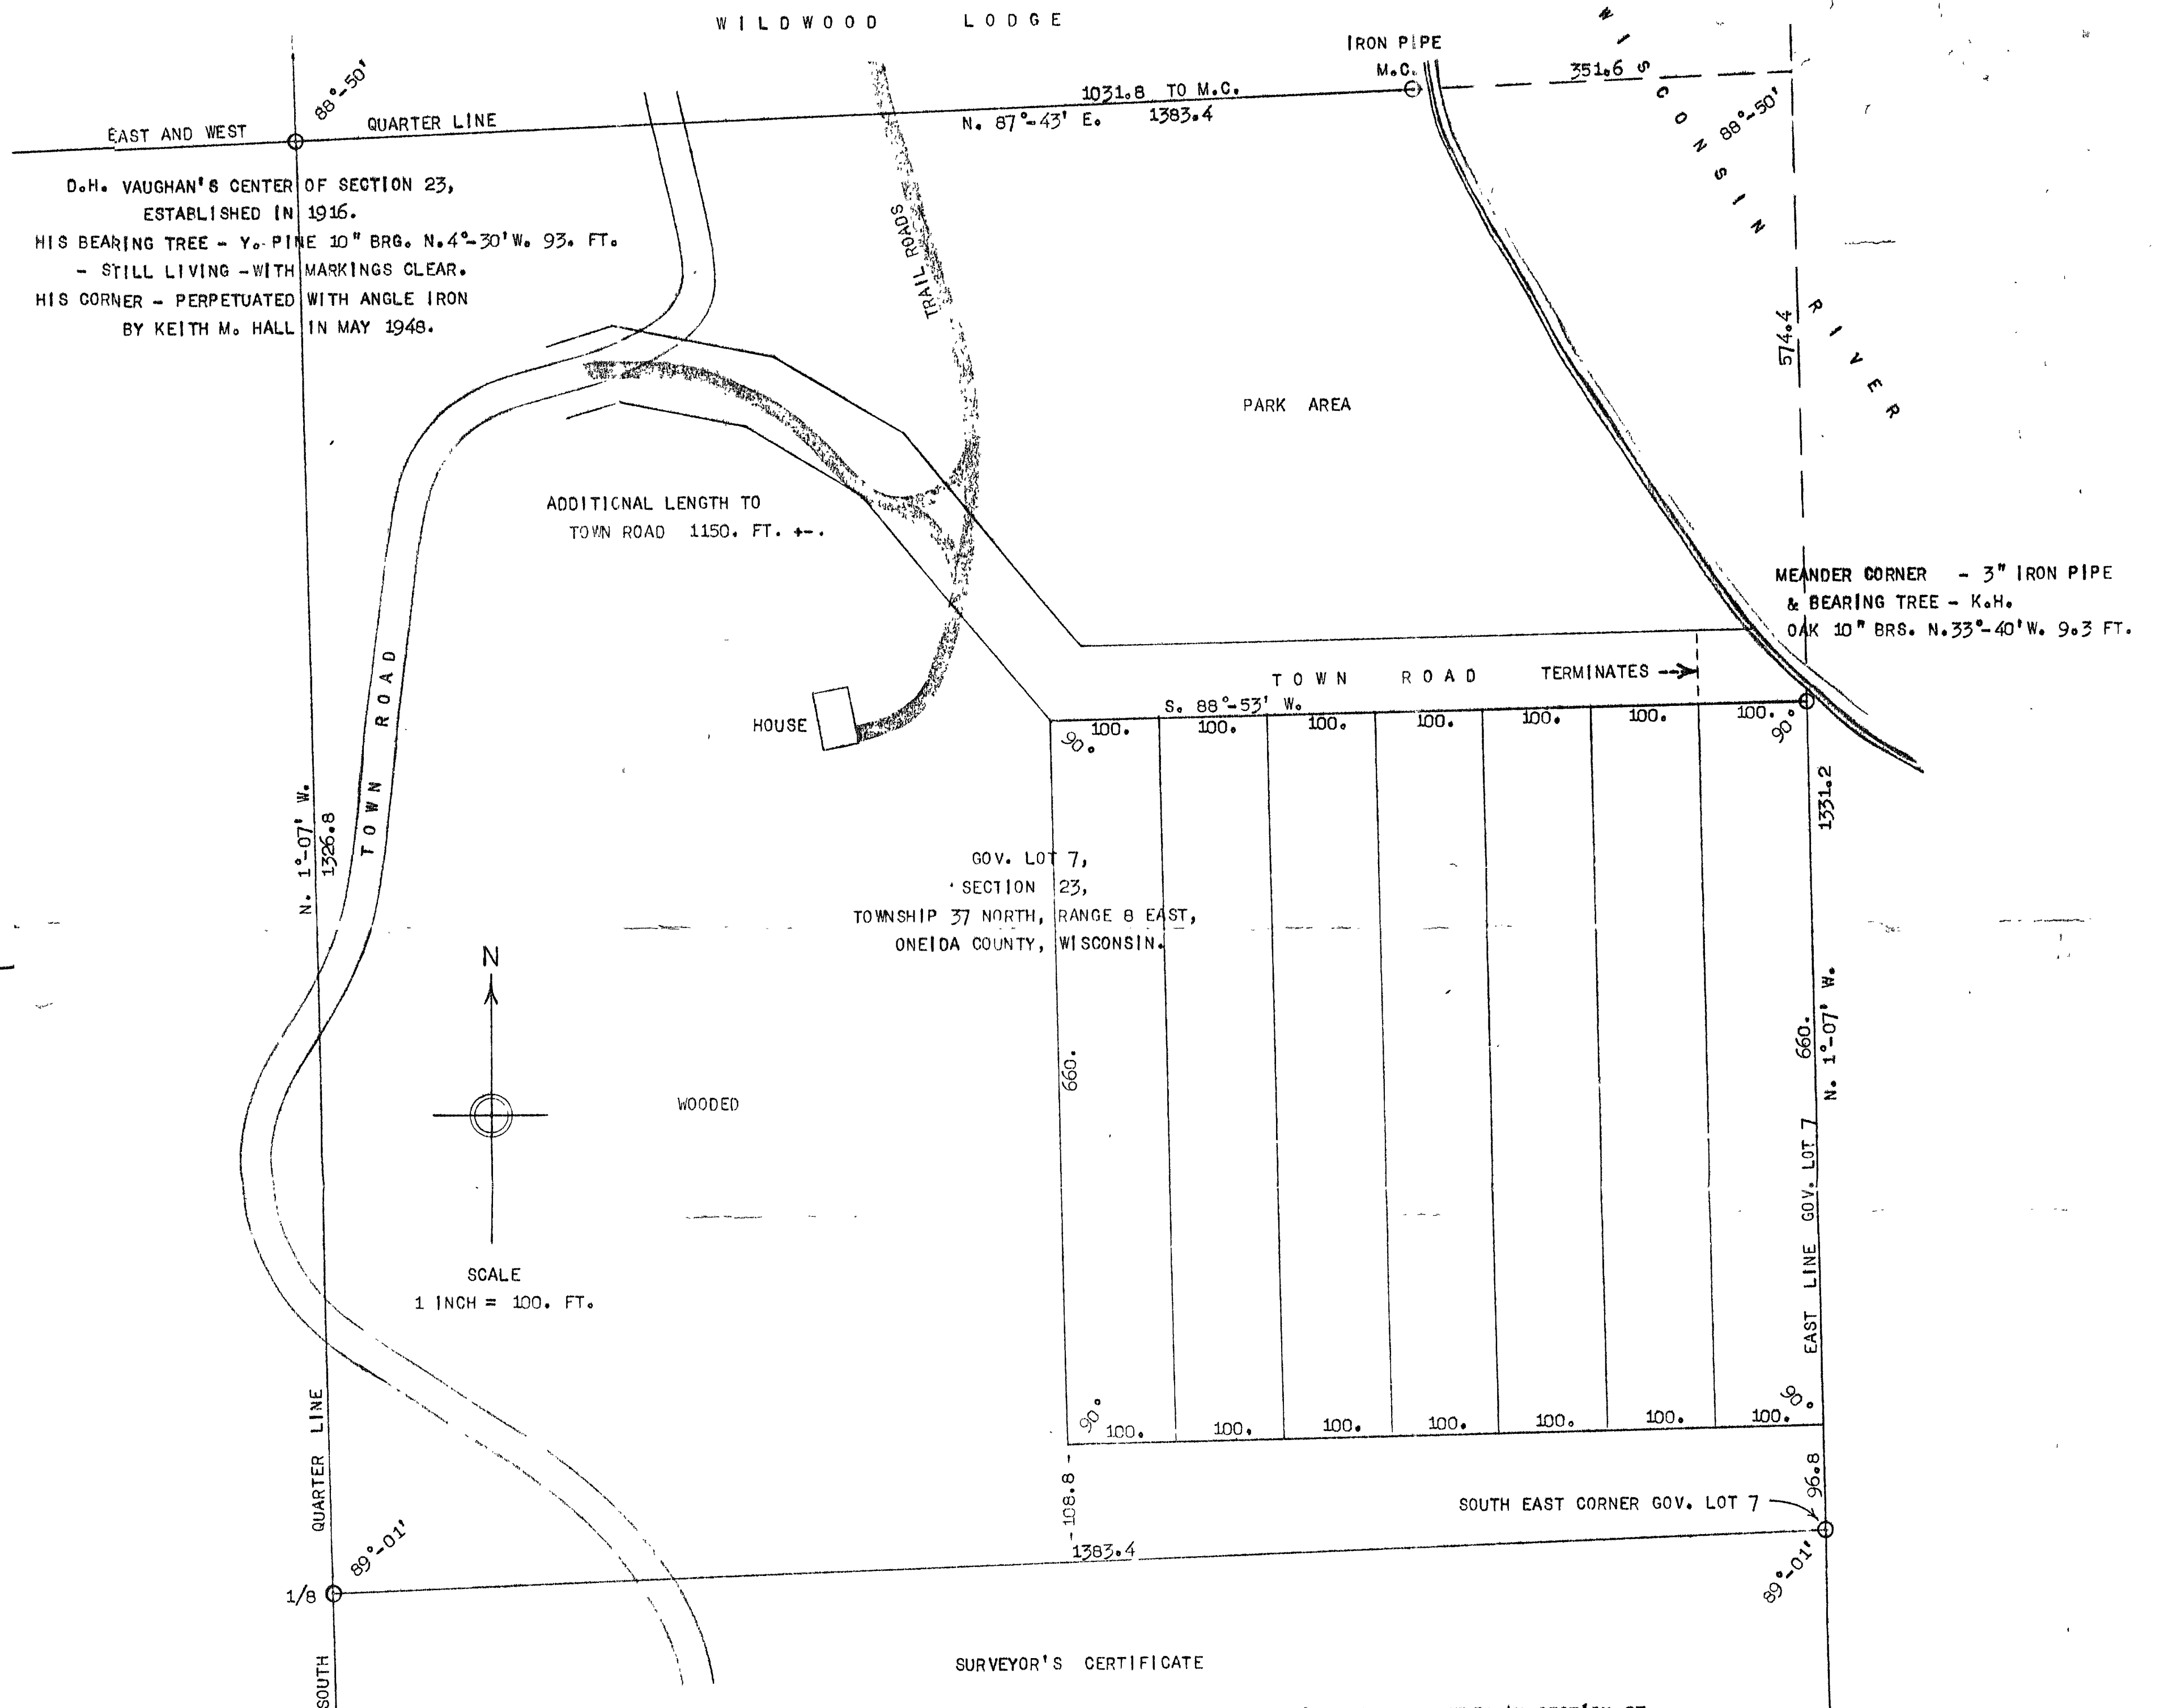 WILDWOOD LODGE
IRON PIPE
M.C.
351.6
88°-50'
88°-50'
WISCONSIN RIVER
EAST AND WEST
QUARTER LINE
1031.8 TO M.C.
N. 87°-43' E. 1383.4
D.H. VAUGHAN'S CENTER OF SECTION 23,
ESTABLISHED IN 1916.
HIS BEARING TREE - Y. PINE 10" BRG. N.4°-30'W. 93. FT.
- STILL LIVING -WITH MARKINGS CLEAR.
HIS CORNER - PERPETUATED WITH ANGLE IRON
BY KEITH M. HALL IN MAY 1948.
TRAIL ROADS
574.4
PARK AREA
ADDITIONAL LENGTH TO
TOWN ROAD 1150. FT. +-.
MEANDER CORNER - 3" IRON PIPE
& BEARING TREE - K.H.
OAK 10" BRS. N.33°-40'W. 9.3 FT.
TOWN ROAD
TERMINATES
S. 88°-53' W.
HOUSE
90°
100. 100. 100. 100. 100. 100. 100.
90°
TOWN ROAD
N. 1°-07' W.
1326.8
1331.2
GOV. LOT 7,
SECTION 23,
TOWNSHIP 37 NORTH, RANGE 8 EAST,
ONEIDA COUNTY, WISCONSIN.
N
660.
660.
N. 1°-07' W.
WOODED
EAST LINE GOV. LOT 7
SCALE
1 INCH = 100. FT.
90°
100. 100. 100. 100. 100. 100. 100.
90°
QUARTER LINE
108.8
96.8
SOUTH EAST CORNER GOV. LOT 7
89°-01'
1383.4
89°-01'
1/8
SOUTH
SURVEYOR'S CERTIFICATE